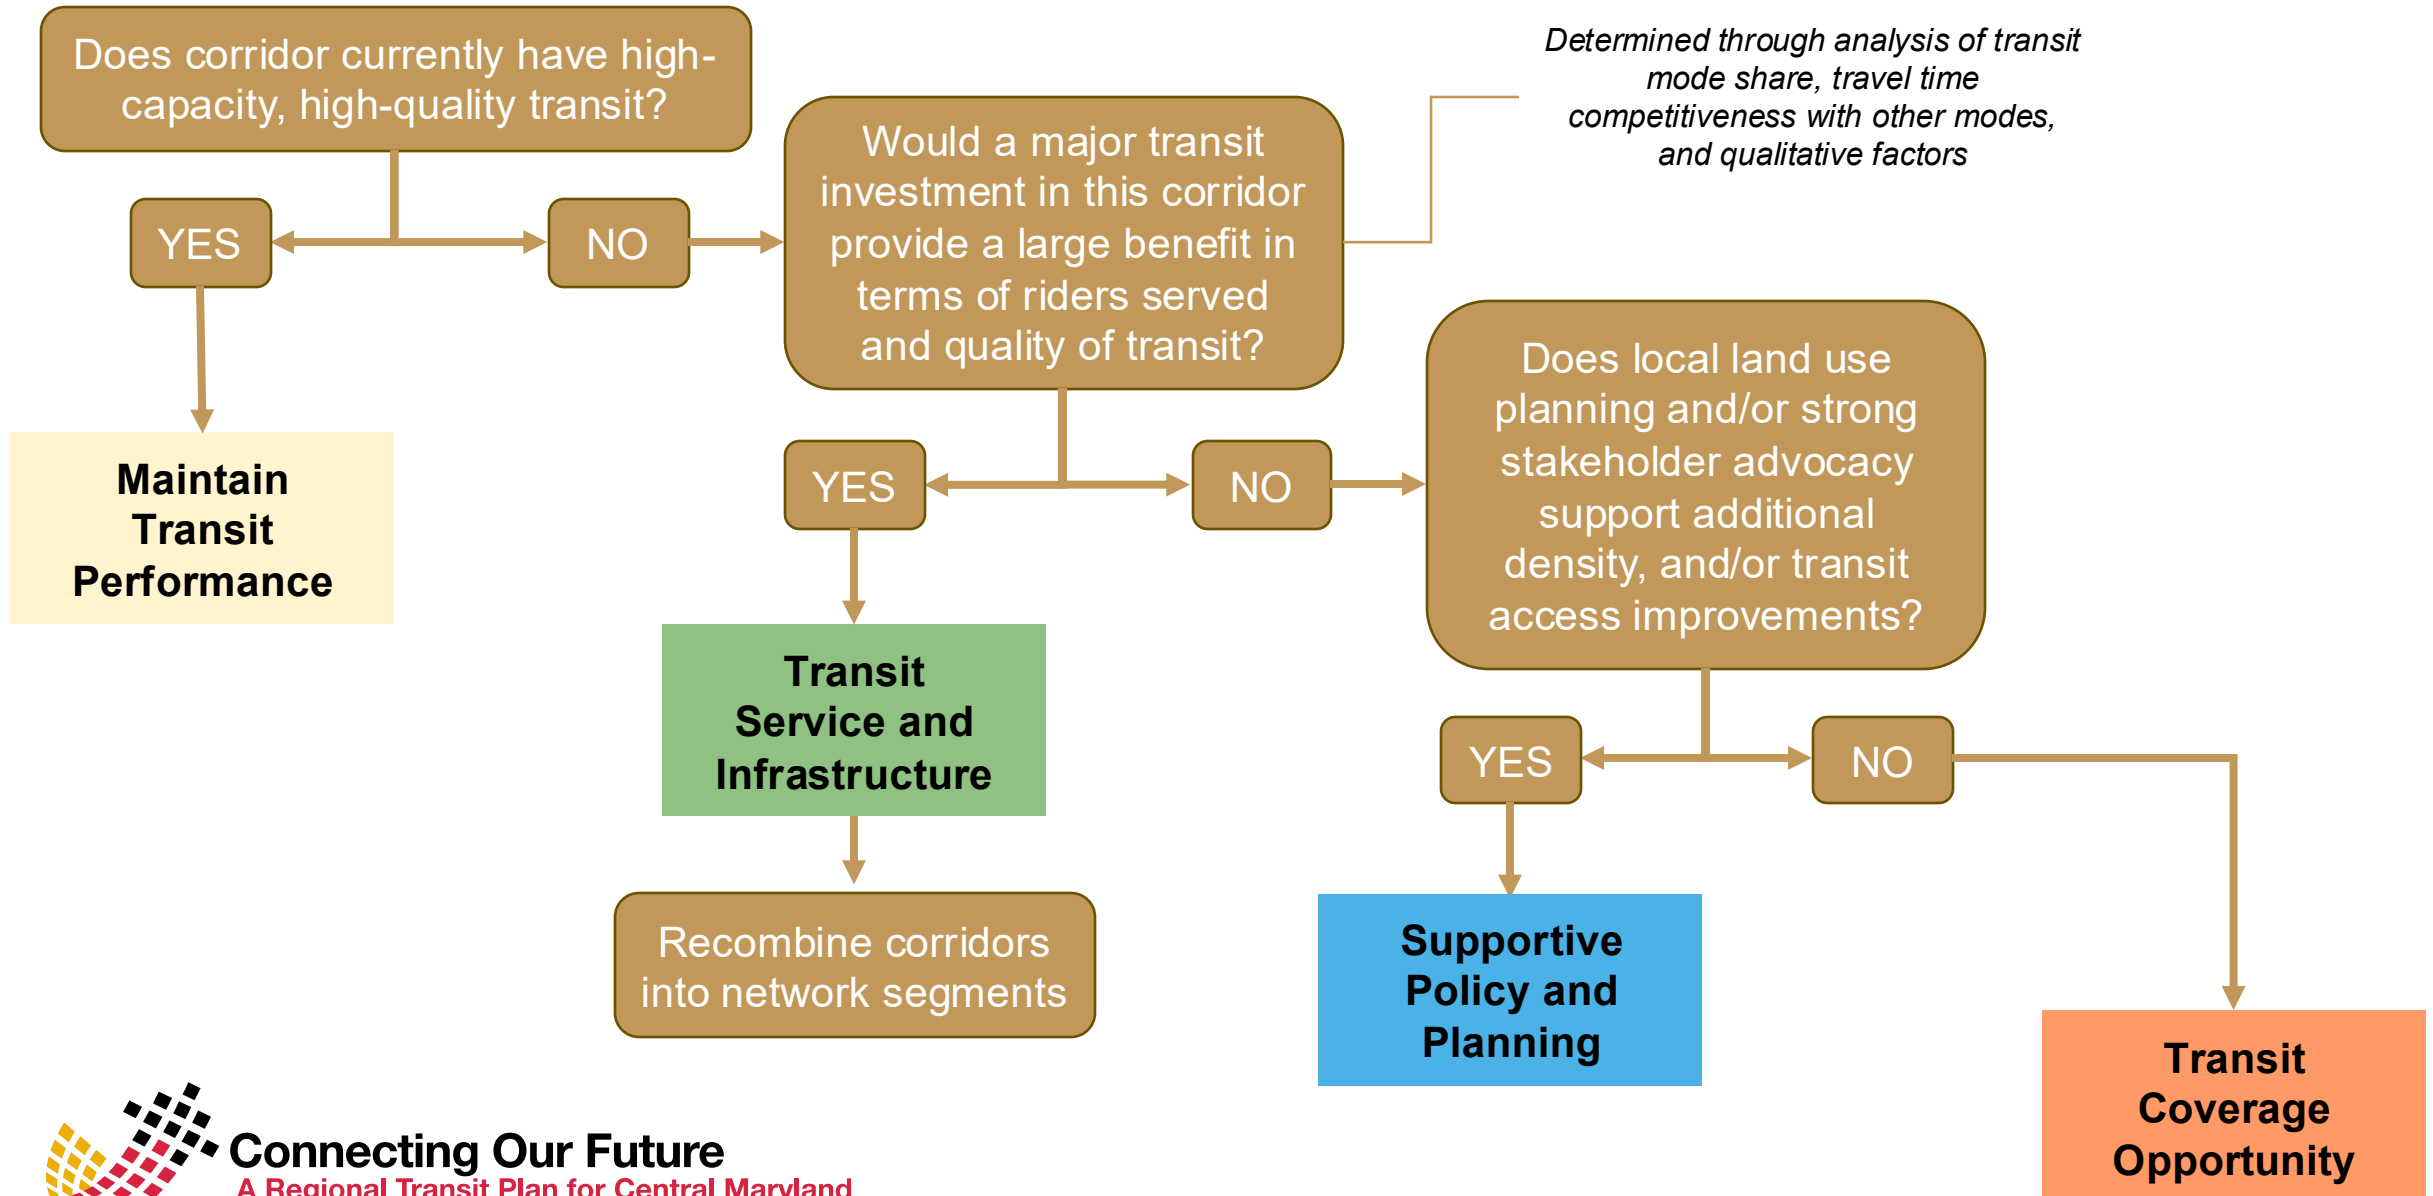 Does corridor currently have high-
capacity, high-quality transit?
Determined through analysis of transit
mode share, travel time
competitiveness with other modes,
and qualitative factors
Would a major transit
investment in this corridor
provide a large benefit in
terms of riders served
and quality of transit?
YES
NO
Does local land use
planning and/or strong
stakeholder advocacy
support additional
density, and/or transit
access improvements?
Maintain
Transit
Performance
YES
NO
Transit
Service and
Infrastructure
YES
NO
Recombine corridors
into network segments
Supportive
Policy and
Planning
Transit
Coverage
Opportunity
Connecting Our Future
A Regional Transit Plan for Central Maryland